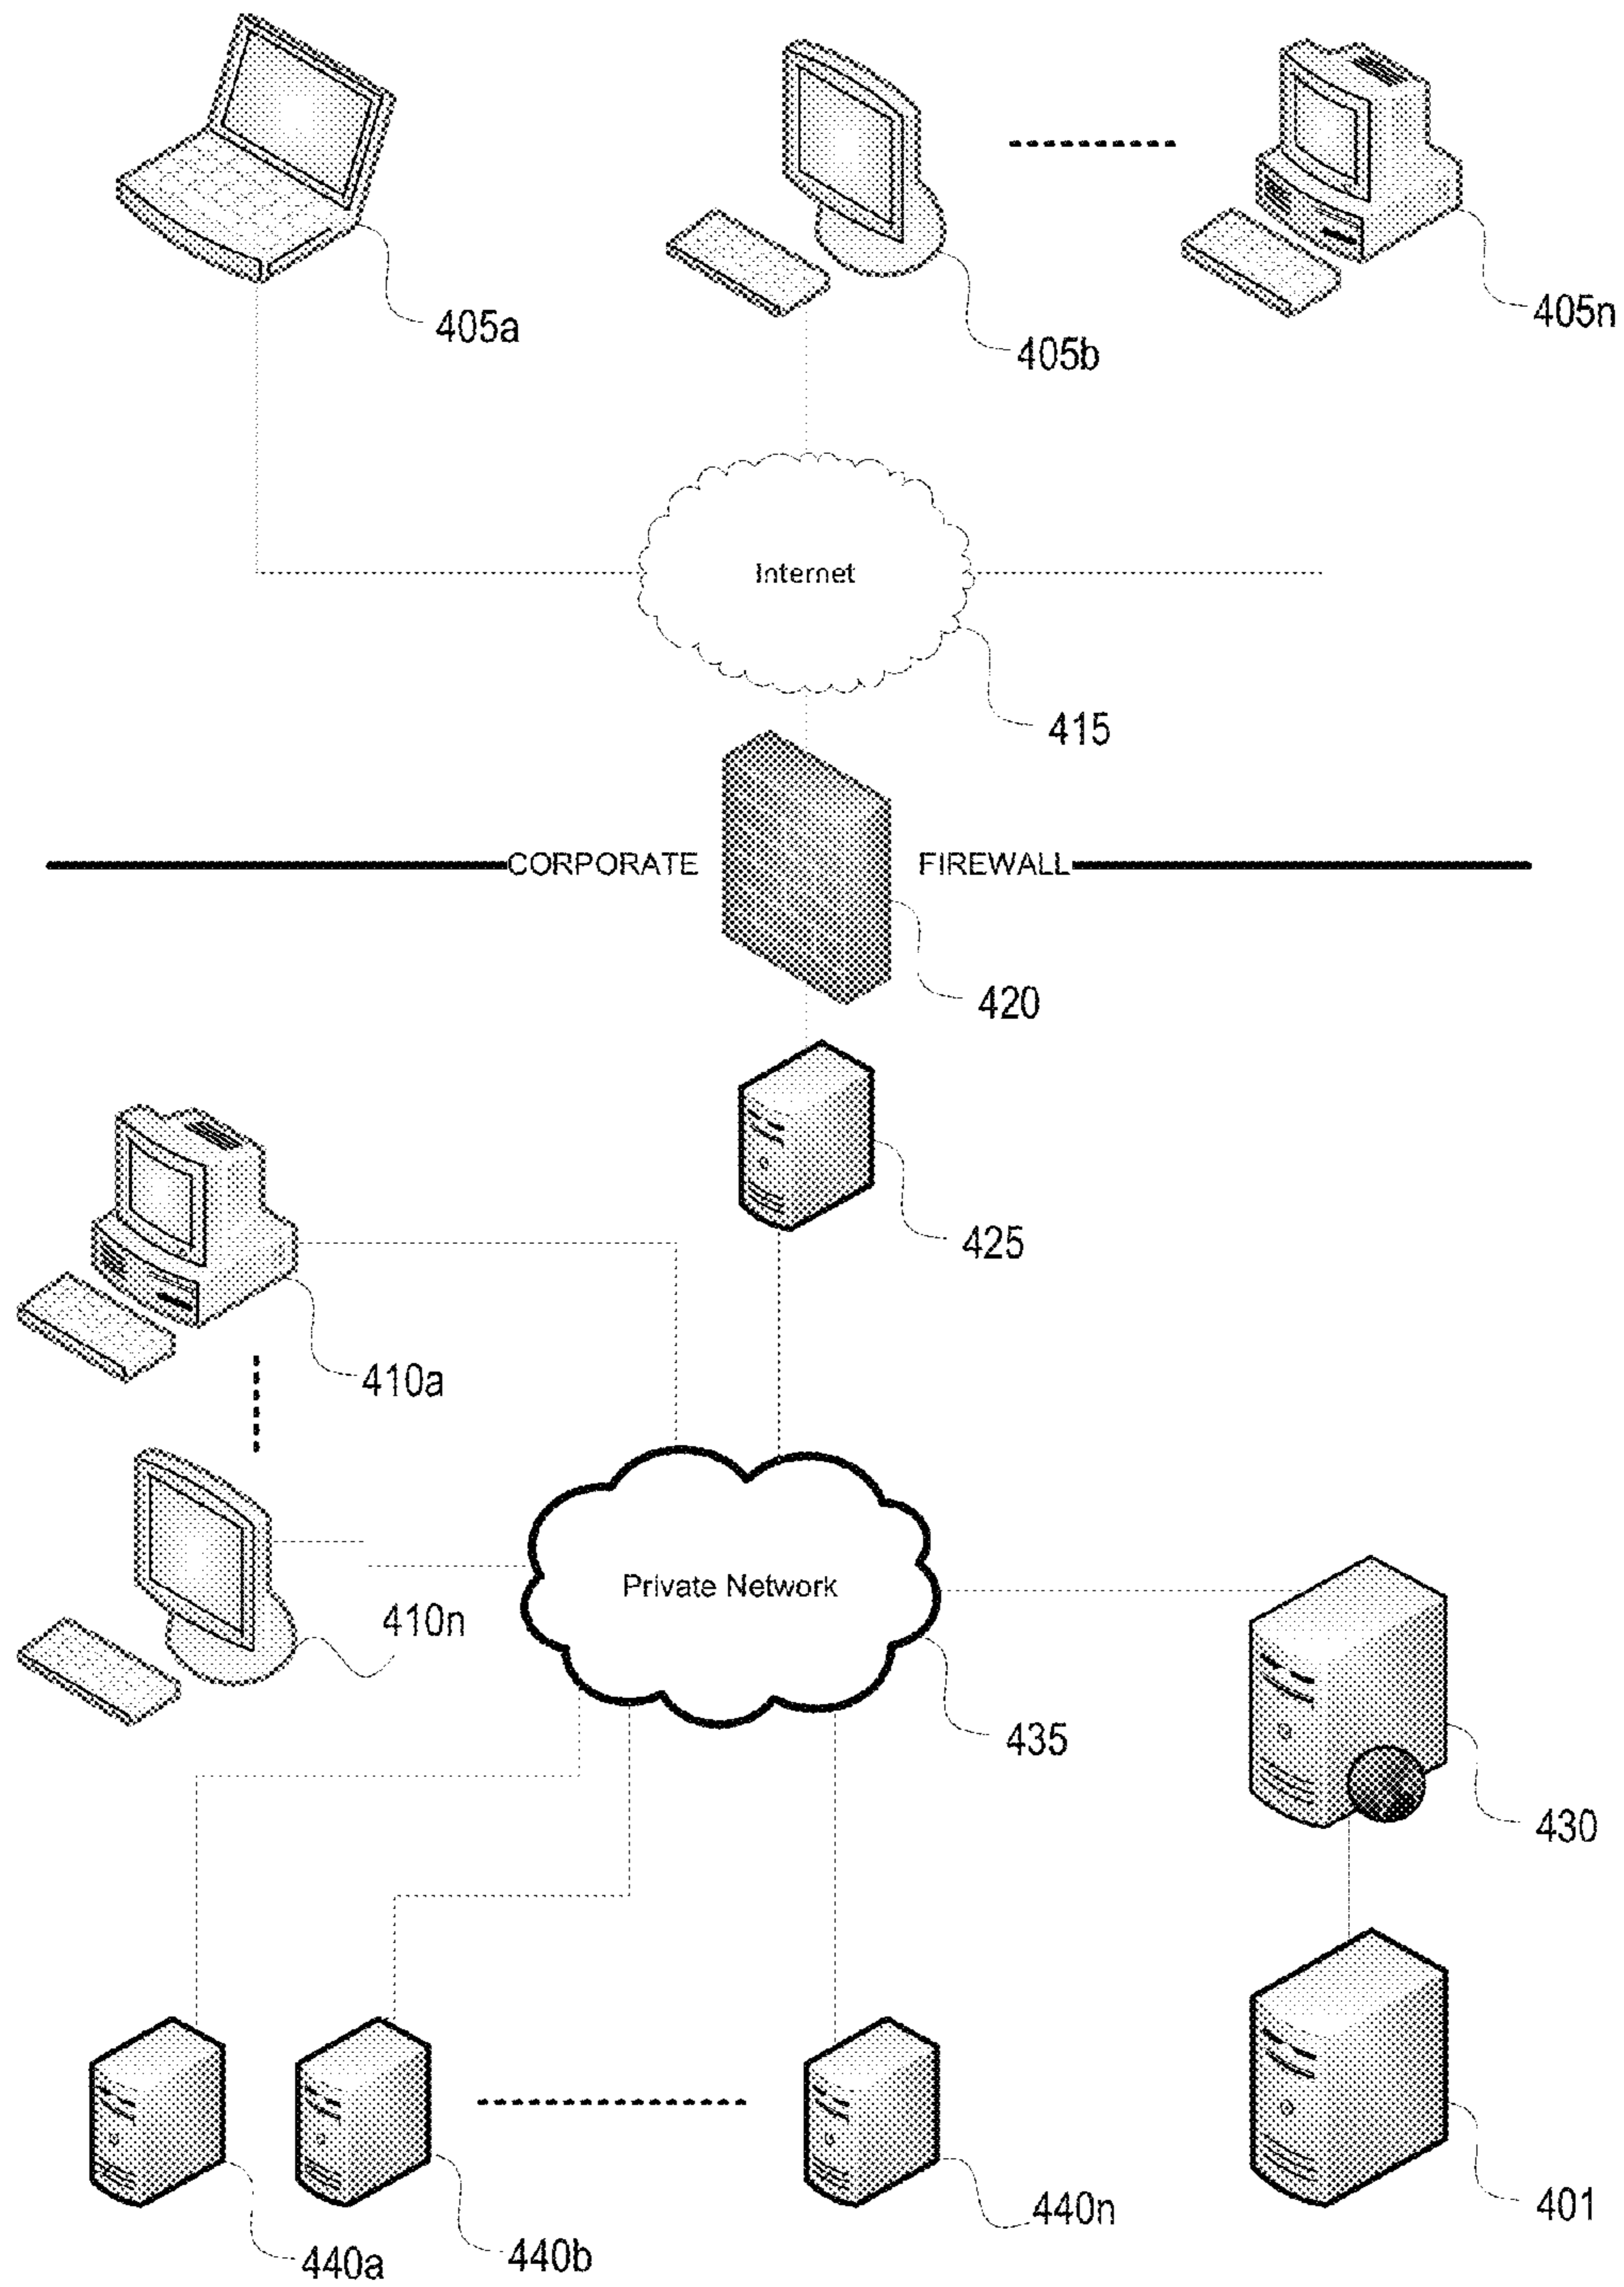 405a
405b
405n
Internet
415
CORPORATE FIREWALL
420
425
410a
Private Network
410n
435
430
440a
440b
440n
401